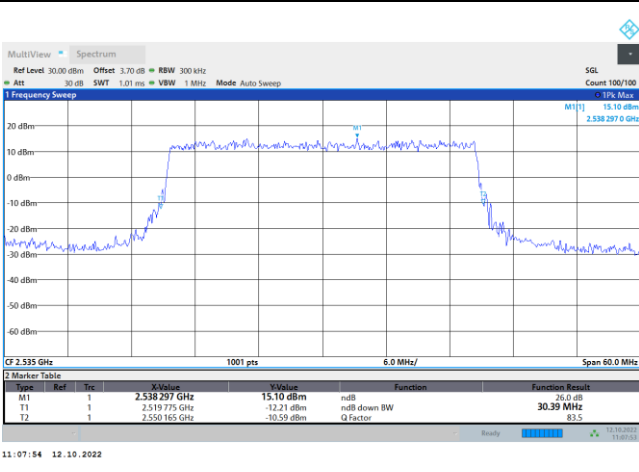 MultiView Spectrum
Ref Level 30.00 dBm Offset 3.70 dB RBW 300 kHz SGL
Att 30 dB SWT 1.01 ms VBW 1 MHz Mode Auto Sweep Count 100/100
1 Frequency Sweep 1Pk Max
M1[1] 15.10 dBm
2.538 297 0 GHz
20 dBm
M1
10 dBm
0 dBm
-10 dBm
-20 dBm
-30 dBm
-40 dBm
-50 dBm
-60 dBm
CF 2.535 GHz 1001 pts 6.0 MHz/ Span 60.0 MHz
2 Marker Table
Type Ref Trc X-Value Y-Value Function Function Result
M1 1 2.538 297 GHz 15.10 dBm ndB 26.0 dB
T1 1 2.519 775 GHz -12.21 dBm ndB down BW 30.39 MHz
T2 1 2.550 165 GHz -10.59 dBm Q Factor 83.5
Ready 12.10.2022
11:07:53
11:07:54 12.10.2022